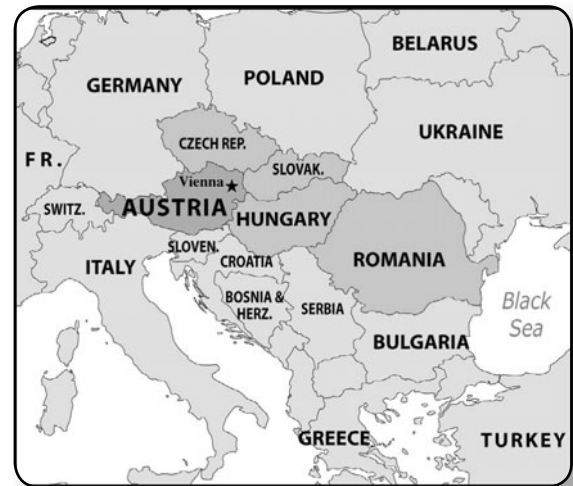 BELARUS
GERMANY
POLAND
UKRAINE
CZECH REP.
FR.
SLOVAK.
Vienna
SWITZ.
AUSTRIA
HUNGARY
SLOVEN.
CROATIA
ITALY
ROMANIA
BOSNIA &
HERZ.
SERBIA
Black
Sea
BULGARIA
GREECE
TURKEY